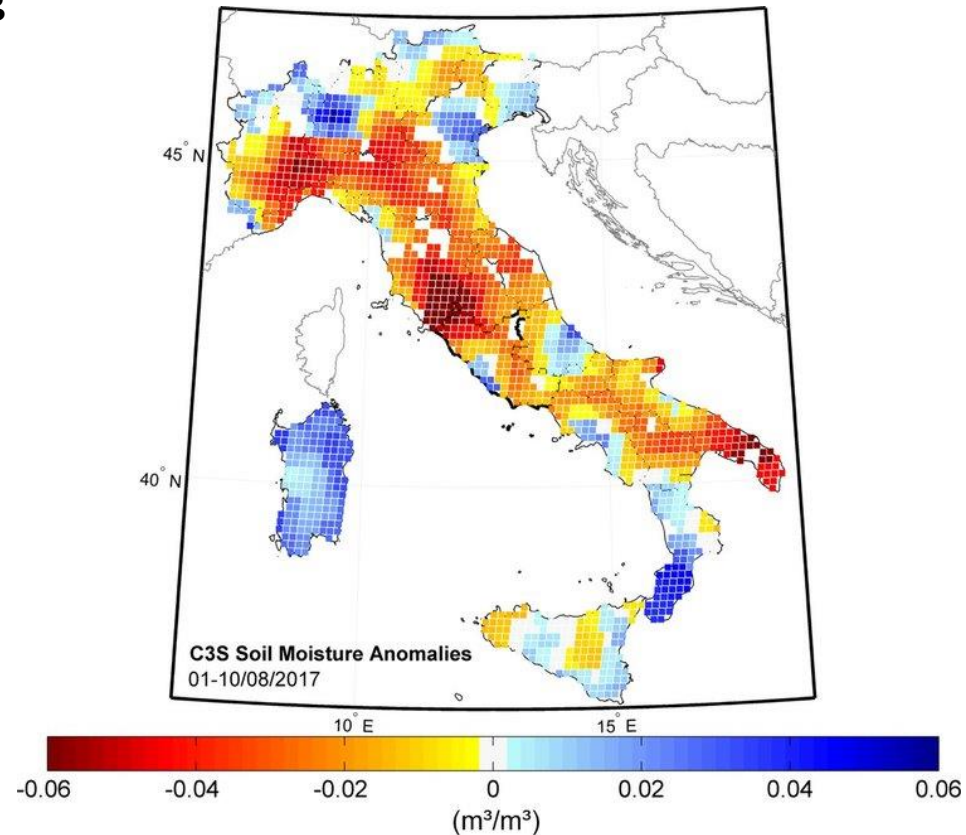 45° N
40° N
C3S Soil Moisture Anomalies
01-10/08/2017
10° E 15° E
-0.06 -0.04 -0.02 0 0.02 0.04 0.06
(m³/m³)